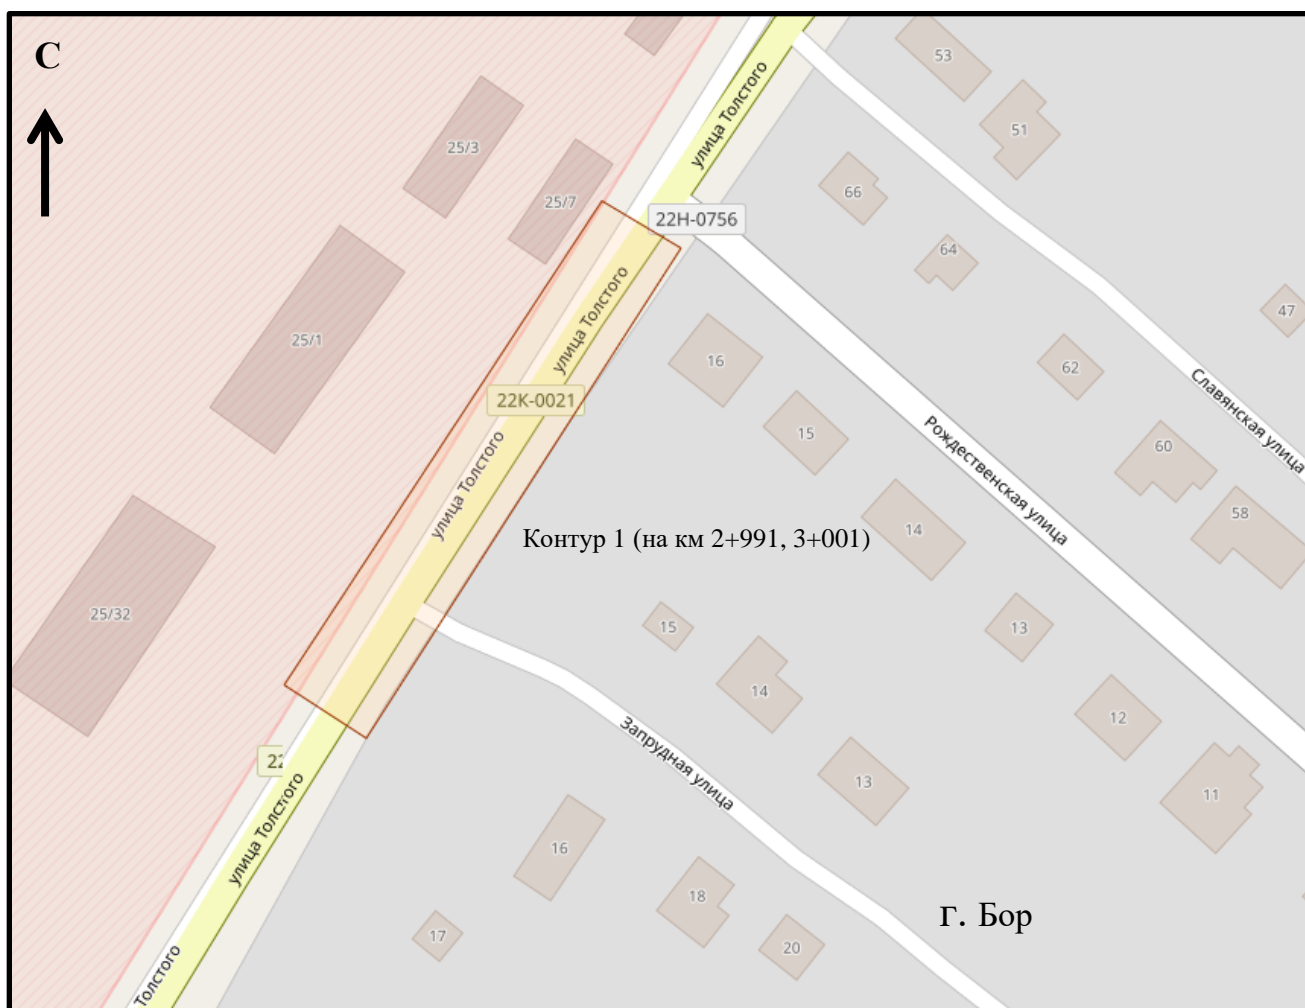 С
53
51
25/3
улица Толстого
66
25/7
22Н-0756
64
47
улица Толстого
25/1
16
62
22К-0021
Славянская улица
15
Рождественская улица
60
улица Толстого
58
14
Контур 1 (на км 2+991, 3+001)
25/32
15
13
14
12
Запрудная улица
22
13
11
улица Толстого
16
18
г. Бор
17
20
Толстого